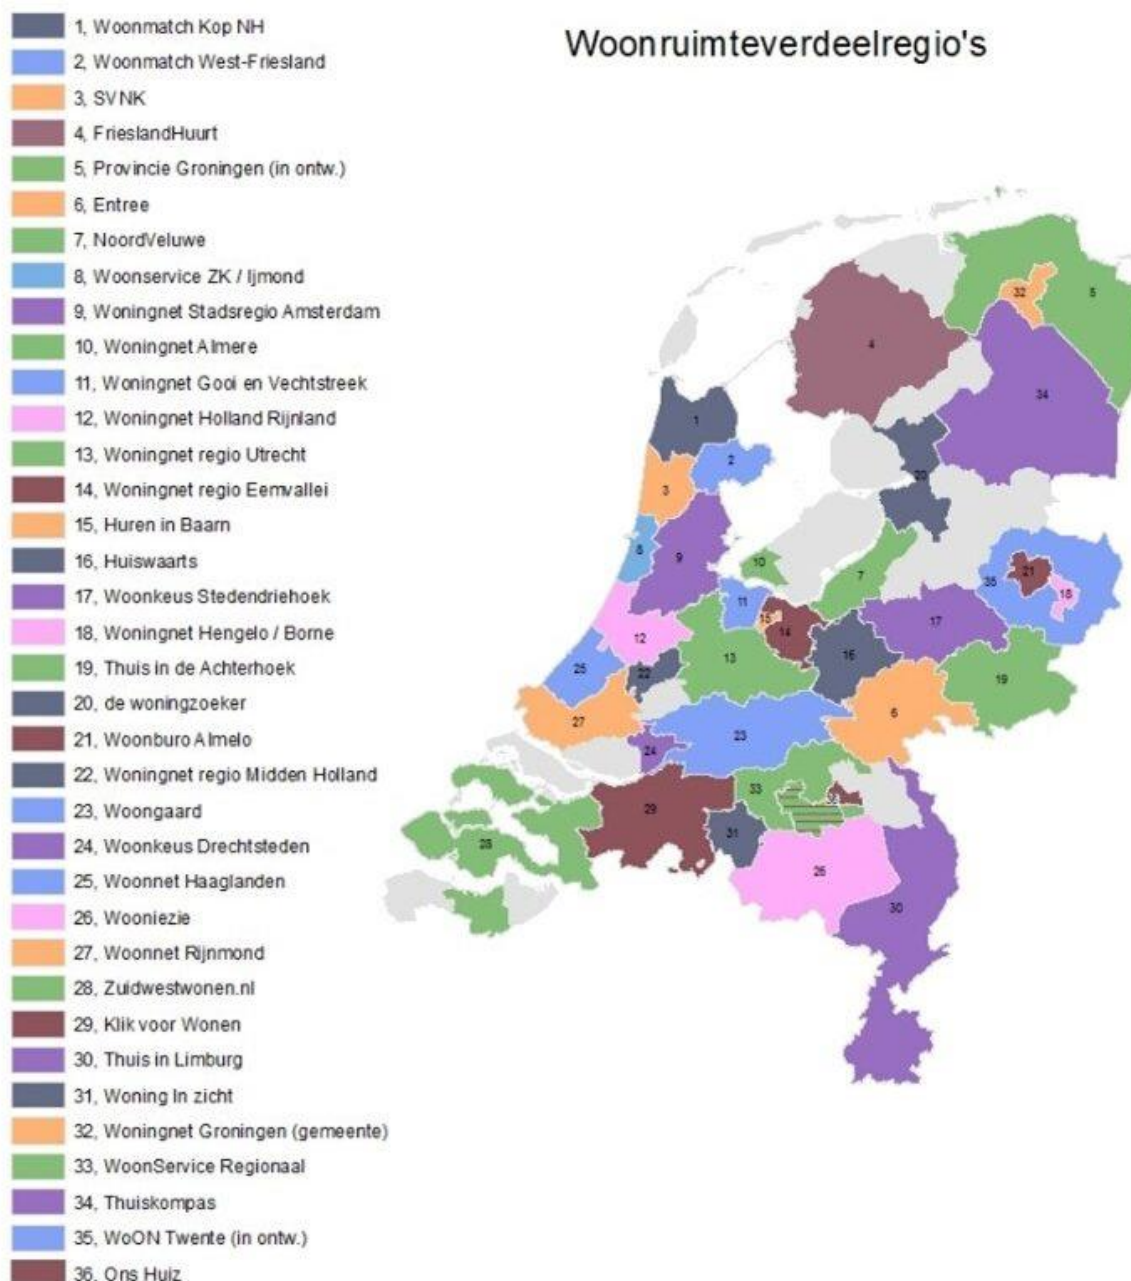 Woonruimteverdeelregio's
1, Woonmatch Kop NH
2, Woonmatch West-Friesland
3, SVNK
4, FrieslandHuurt
5, Provincie Groningen (in ontw.)
6, Entree
7, NoordVeluwe
8, Woonservice ZK / Ijmond
9, Woningnet Stadsregio Amsterdam
10, Woningnet Almere
11, Woningnet Gooi en Vechtstreek
12, Woningnet Holland Rijnland
13, Woningnet regio Utrecht
14, Woningnet regio Eemvallei
15, Huren in Baarn
16, Huiswaarts
17, Woonkeus Stedendriehoek
18, Woningnet Hengelo / Borne
19, Thuis in de Achterhoek
20, de woningzoeker
21, Woonburo Almelo
22, Woningnet regio Midden Holland
23, Woongaard
24, Woonkeus Drechtsteden
25, Woonnet Haaglanden
26, Wooniezie
27, Woonnet Rijnmond
28, Zuidwestwonen.nl
29, Klik voor Wonen
30, Thuis in Limburg
31, Woning In zicht
32, Woningnet Groningen (gemeente)
33, WoonService Regionaal
34, Thuiskompas
35, WoON Twente (in ontw.)
36, Ons Huiz
32
5
4
34
1
2
20
3
8
9
10
7
35
21
18
11
15
14
17
12
13
16
25
22
19
27
6
23
24
33
36
29
31
28
26
30